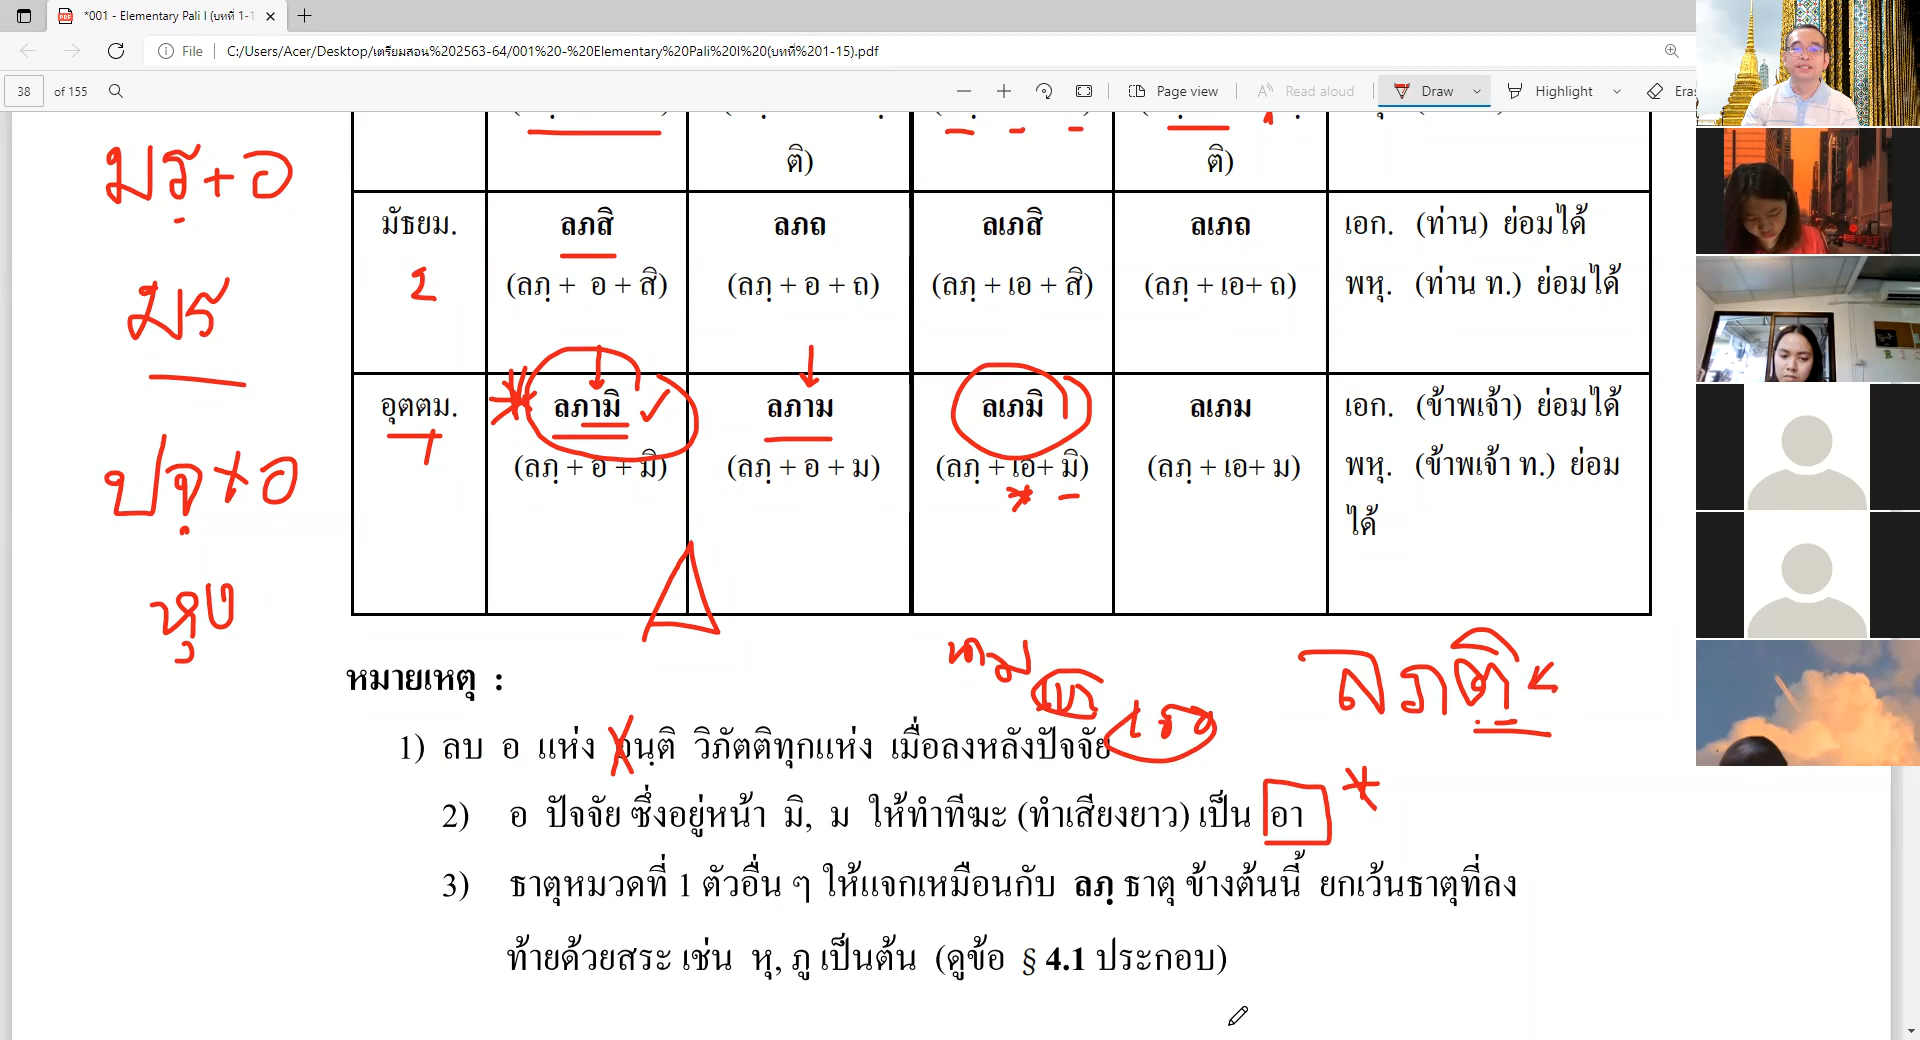 *001 - Elementary Pali I (บทที่ 1-1
File C:/Users/Acer/Desktop/เตรียมสอน%202563-64/001%20-%20Elementary%20Pali%20I%20(บทที่%201-15).pdf
38 of 155 Page view Read aloud Draw Highlight Eras
ติ) ติ)
มัธยม. ลภสิ ลภถ ลเภสิ ลเภถ เอก. (ท่าน) ย่อมได้
(ลภฺ + อ + สิ) (ลภฺ + อ + ถ) (ลภฺ + เอ + สิ) (ลภฺ + เอ+ ถ) พหุ. (ท่าน ท.) ย่อมได้
อุตตม. ลภามิ ลภาม ลเภมิ ลเภม เอก. (ข้าพเจ้า) ย่อมได้
(ลภฺ + อ + มิ) (ลภฺ + อ + ม) (ลภฺ + เอ+ มิ) (ลภฺ + เอ+ ม) พหุ. (ข้าพเจ้า ท.) ย่อม
ได้
หมายเหตุ :
1) ลบ อ แห่ง อนฺติ วิภัตติทุกแห่ง เมื่อลงหลังปัจจัย
2) อ ปัจจัย ซึ่งอยู่หน้า มิ, ม ให้ทำทีฆะ (ทำเสียงยาว) เป็น อา
3) ธาตุหมวดที่ 1 ตัวอื่น ๆ ให้แจกเหมือนกับ ลภฺ ธาตุ ข้างต้นนี้ ยกเว้นธาตุที่ลง
ท้ายด้วยสระ เช่น หุ, ภู เป็นต้น (ดูข้อ § 4.1 ประกอบ)
มรฺ + อ
มร
ปจฺ + อ
2
1
ลภติ